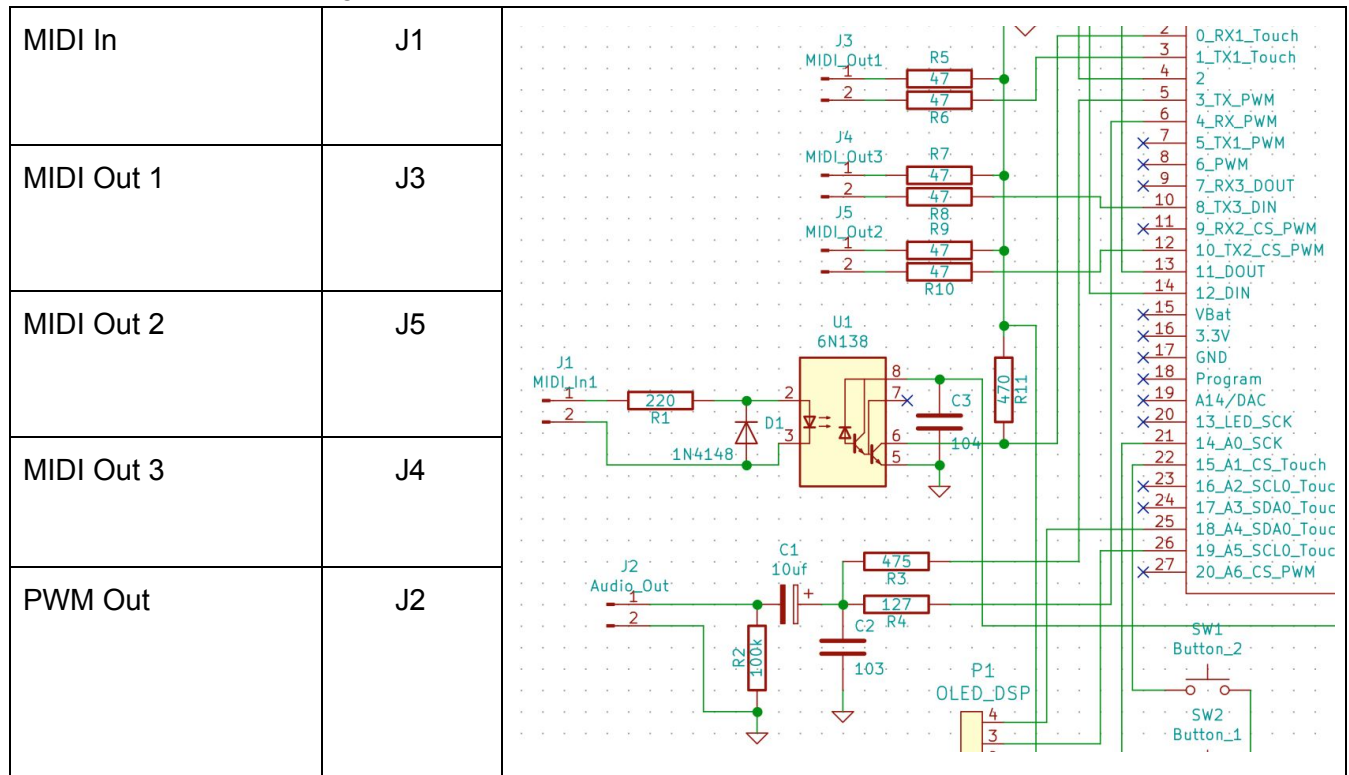 MIDI In
J1
MIDI Out 1
J3
MIDI Out 2
J5
MIDI Out 3
J4
PWM Out
J2
J3
MIDI_Out1
1
2
R5
47
47
R6
J4
MIDI_Out3
1
2
R7
47
47
R8
J5
MIDI_Out2
1
2
R9
47
47
R10
U1
6N138
J1
MIDI_In1
1
2
220
R1
D1
1N4148
2
3
8
7
6
5
C3
104
470
R11
J2
Audio_Out
1
2
C1
10uf
+
R2
100k
475
R3
127
R4
C2
103
P1
OLED_DSP
4
3
2 0_RX1_Touch
3 1_TX1_Touch
4 2
5 3_TX_PWM
6 4_RX_PWM
7 5_TX1_PWM
8 6_PWM
9 7_RX3_DOUT
10 8_TX3_DIN
11 9_RX2_CS_PWM
12 10_TX2_CS_PWM
13 11_DOUT
14 12_DIN
15 VBat
16 3.3V
17 GND
18 Program
19 A14/DAC
20 13_LED_SCK
21 14_A0_SCK
22 15_A1_CS_Touch
23 16_A2_SCL0_Touc
24 17_A3_SDA0_Touc
25 18_A4_SDA0_Touc
26 19_A5_SCL0_Touc
27 20_A6_CS_PWM
SW1
Button_2
SW2
Button_1